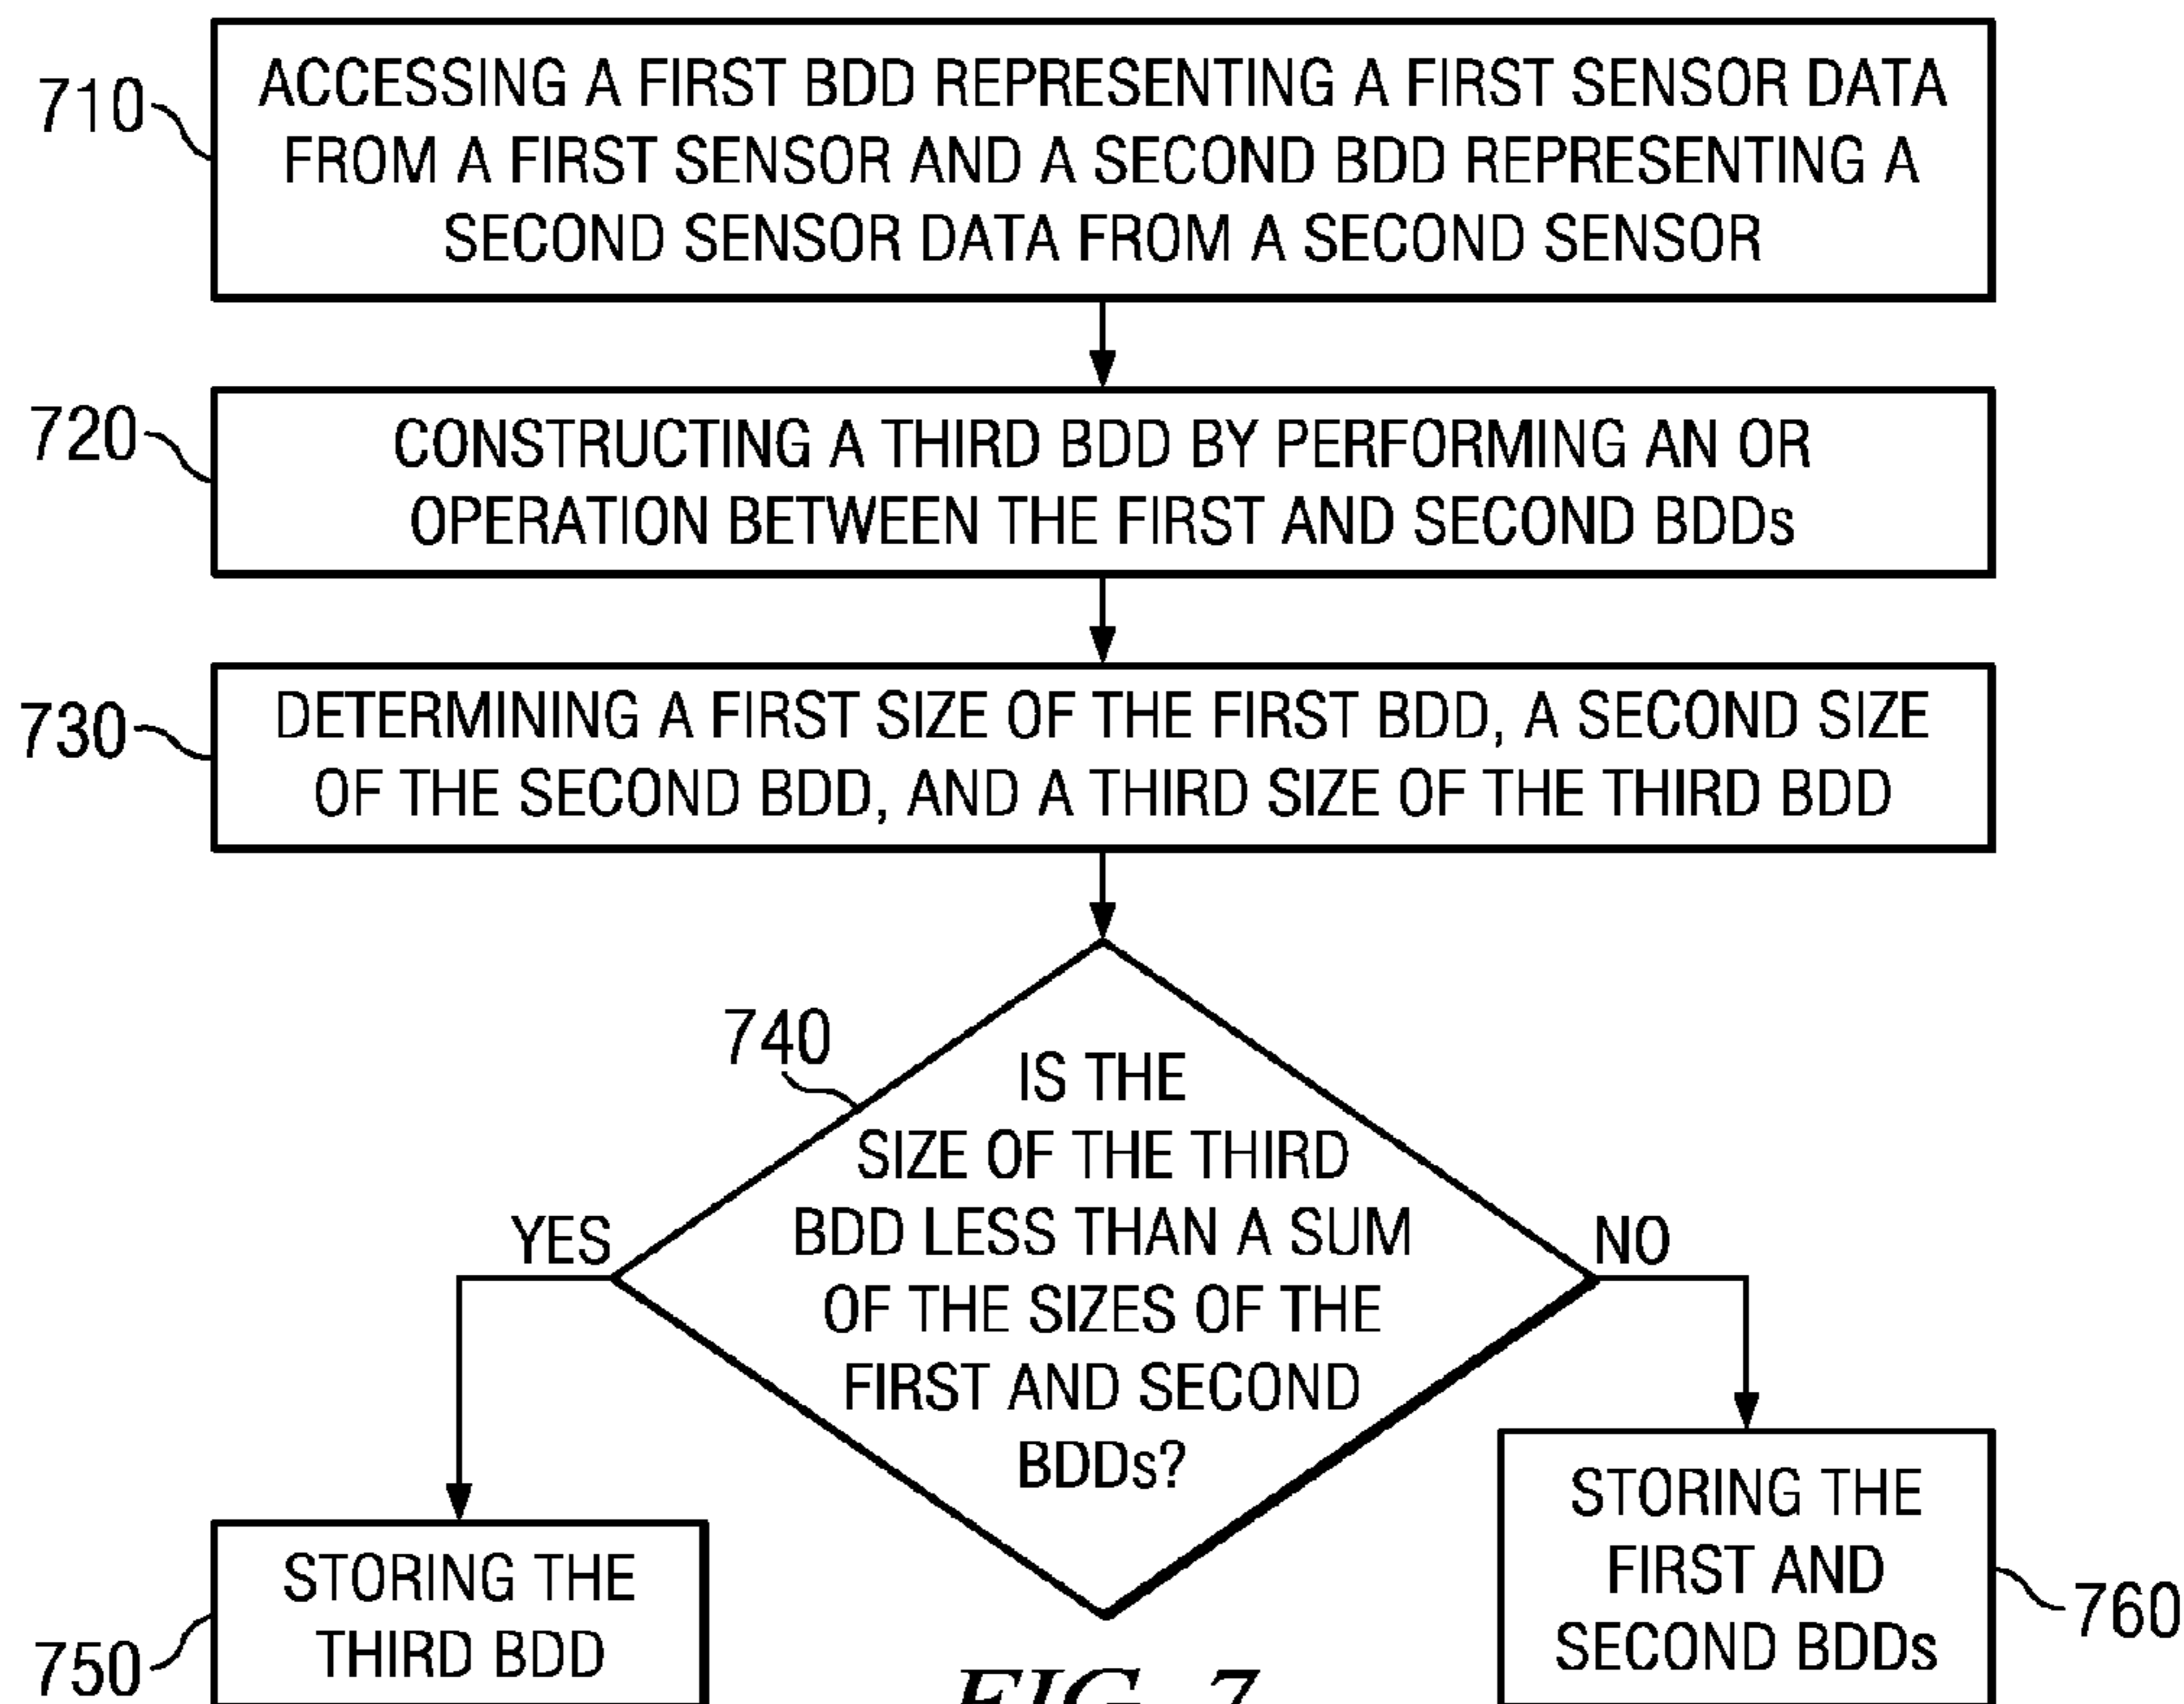 710
ACCESSING A FIRST BDD REPRESENTING A FIRST SENSOR DATA
FROM A FIRST SENSOR AND A SECOND BDD REPRESENTING A
SECOND SENSOR DATA FROM A SECOND SENSOR
720
CONSTRUCTING A THIRD BDD BY PERFORMING AN OR
OPERATION BETWEEN THE FIRST AND SECOND BDDs
730
DETERMINING A FIRST SIZE OF THE FIRST BDD, A SECOND SIZE
OF THE SECOND BDD, AND A THIRD SIZE OF THE THIRD BDD
740
IS THE
SIZE OF THE THIRD
BDD LESS THAN A SUM
OF THE SIZES OF THE
FIRST AND SECOND
BDDs?
YES
NO
STORING THE
THIRD BDD
750
STORING THE
FIRST AND
SECOND BDDs
760
FIG. 7